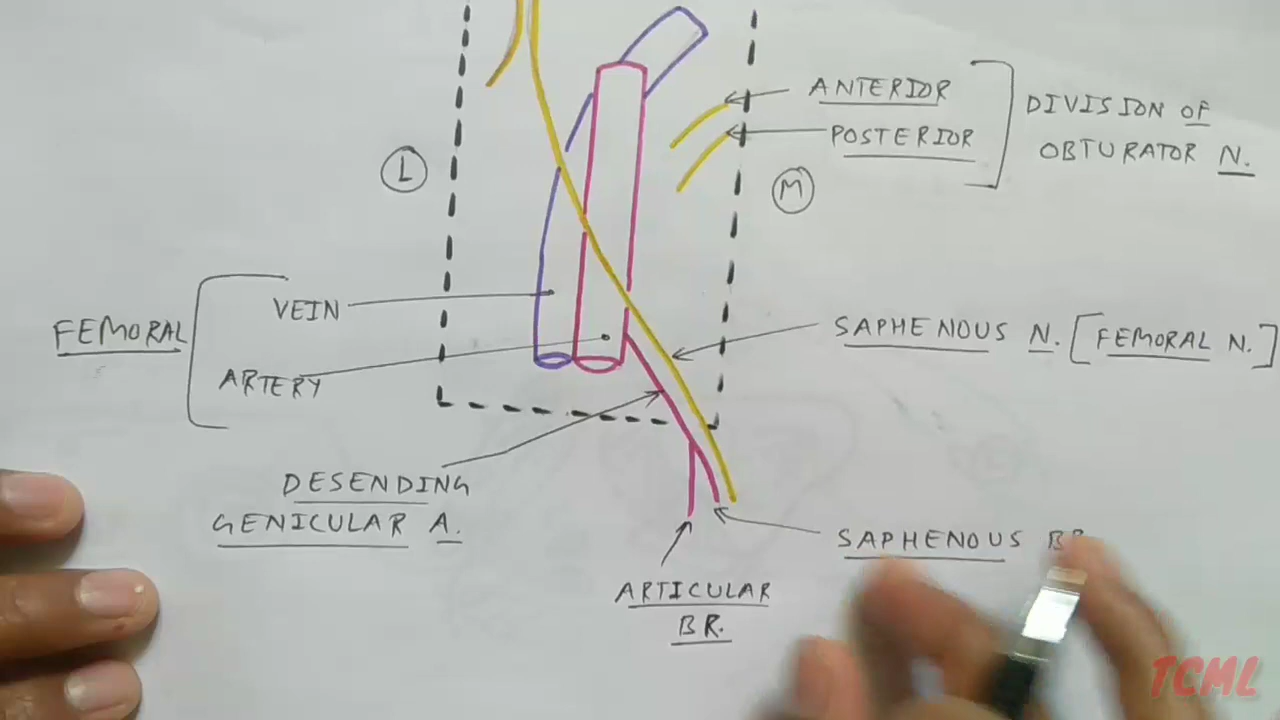 ANTERIOR
POSTERIOR
DIVISION OF
OBTURATOR N.
L
M
FEMORAL
VEIN
ARTERY
SAPHENOUS N. [FEMORAL N.]
DESENDING
GENICULAR A.
SAPHENOUS
ARTICULAR
BR.
TCML